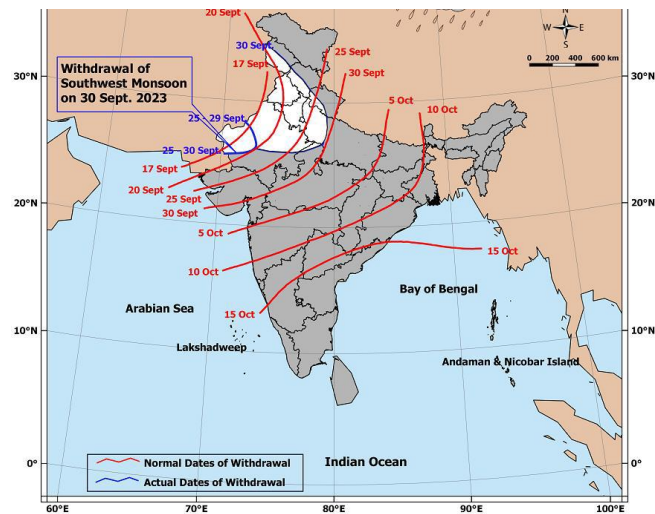 20 Sept
N
W E
S
30 Sept.
25 Sept
17 Sept
30 Sept
0 200 400 600 km
30°N
30°N
Withdrawal of
Southwest Monsoon
on 30 Sept. 2023
5 Oct
10 Oct
25 - 29 Sept.
25 - 30 Sept.
17 Sept
20 Sept
25 Sept
30 Sept
20°N
20°N
5 Oct
10 Oct
15 Oct
15 Oct
Bay of Bengal
Arabian Sea
Lakshadweep
10°N
10°N
Andaman & Nicobar Island
0°
0°
Normal Dates of Withdrawal
Actual Dates of Withdrawal
Indian Ocean
60°E
70°E
80°E
90°E
100°E